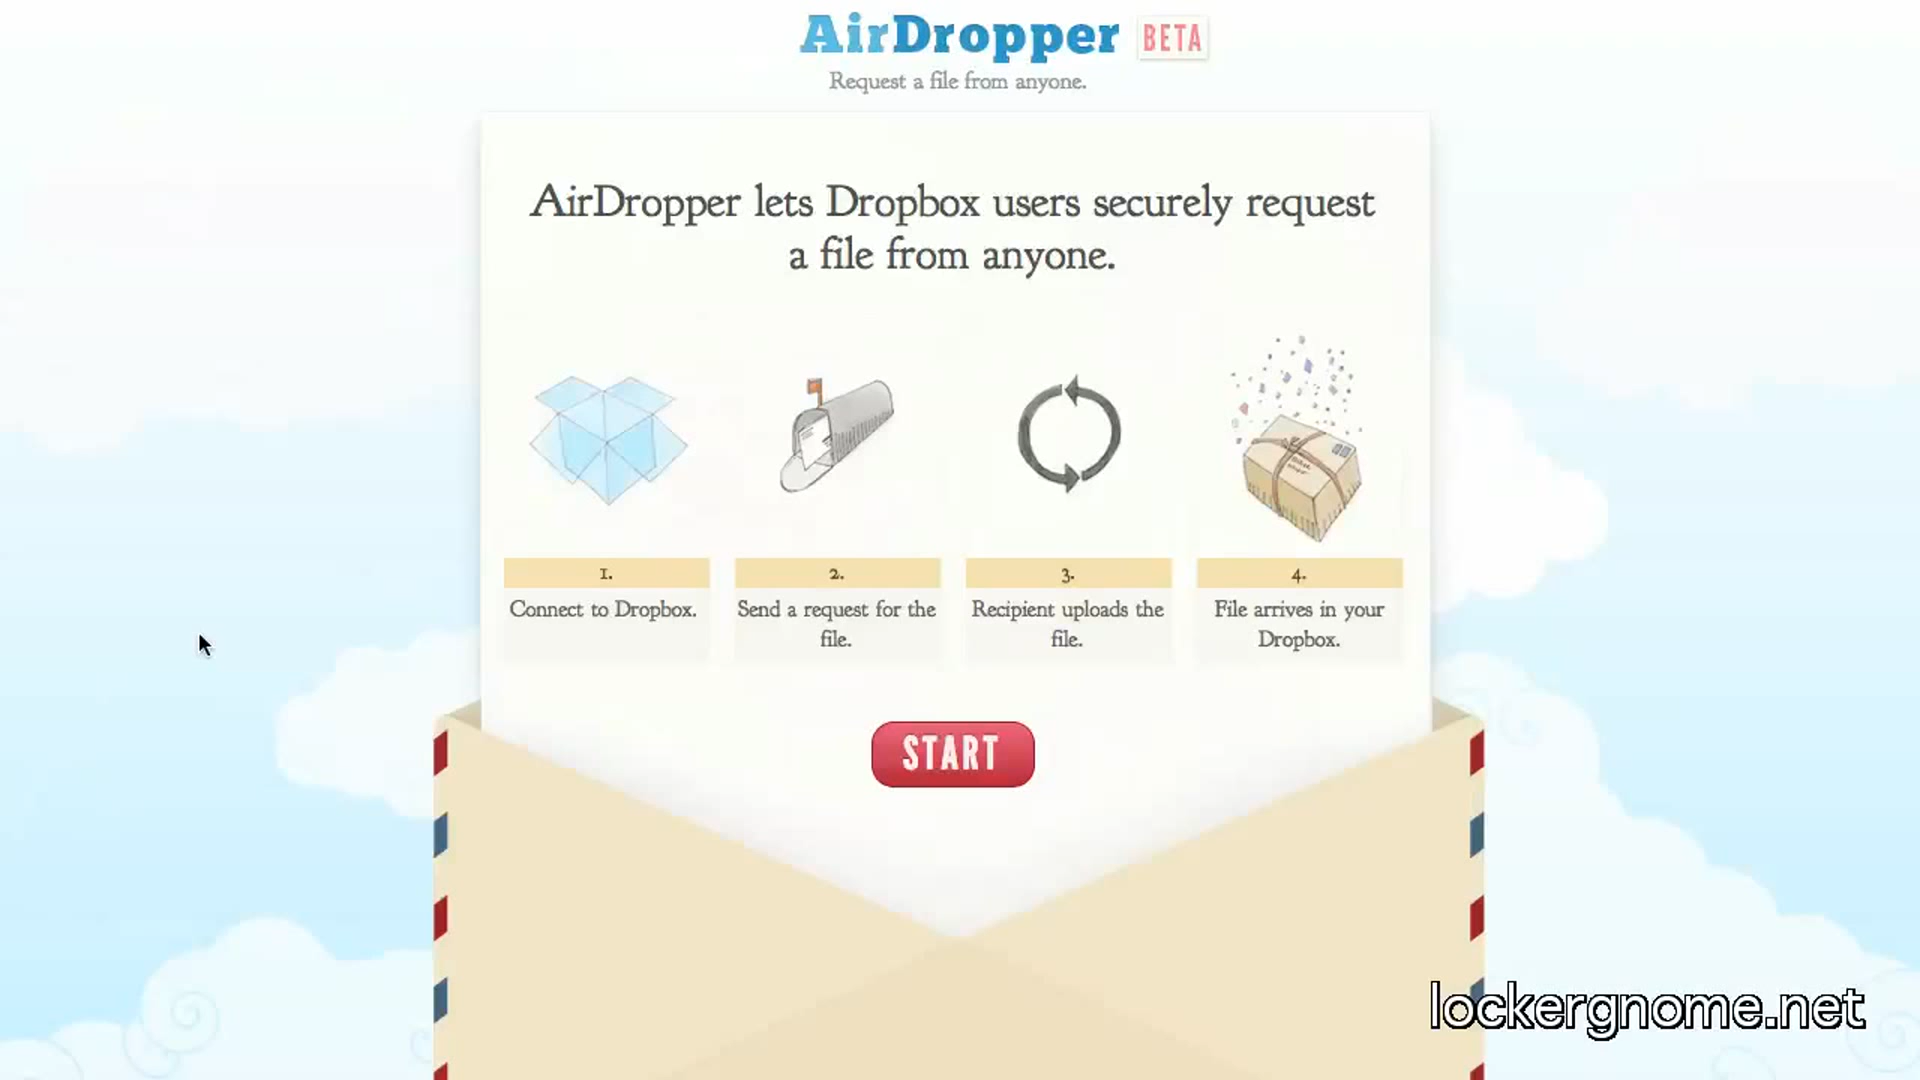 AirDropper BETA
Request a file from anyone.
AirDropper lets Dropbox users securely request
a file from anyone.
1.
Connect to Dropbox.
2.
Send a request for the
file.
3.
Recipient uploads the
file.
4.
File arrives in your
Dropbox.
START
lockergnome.net